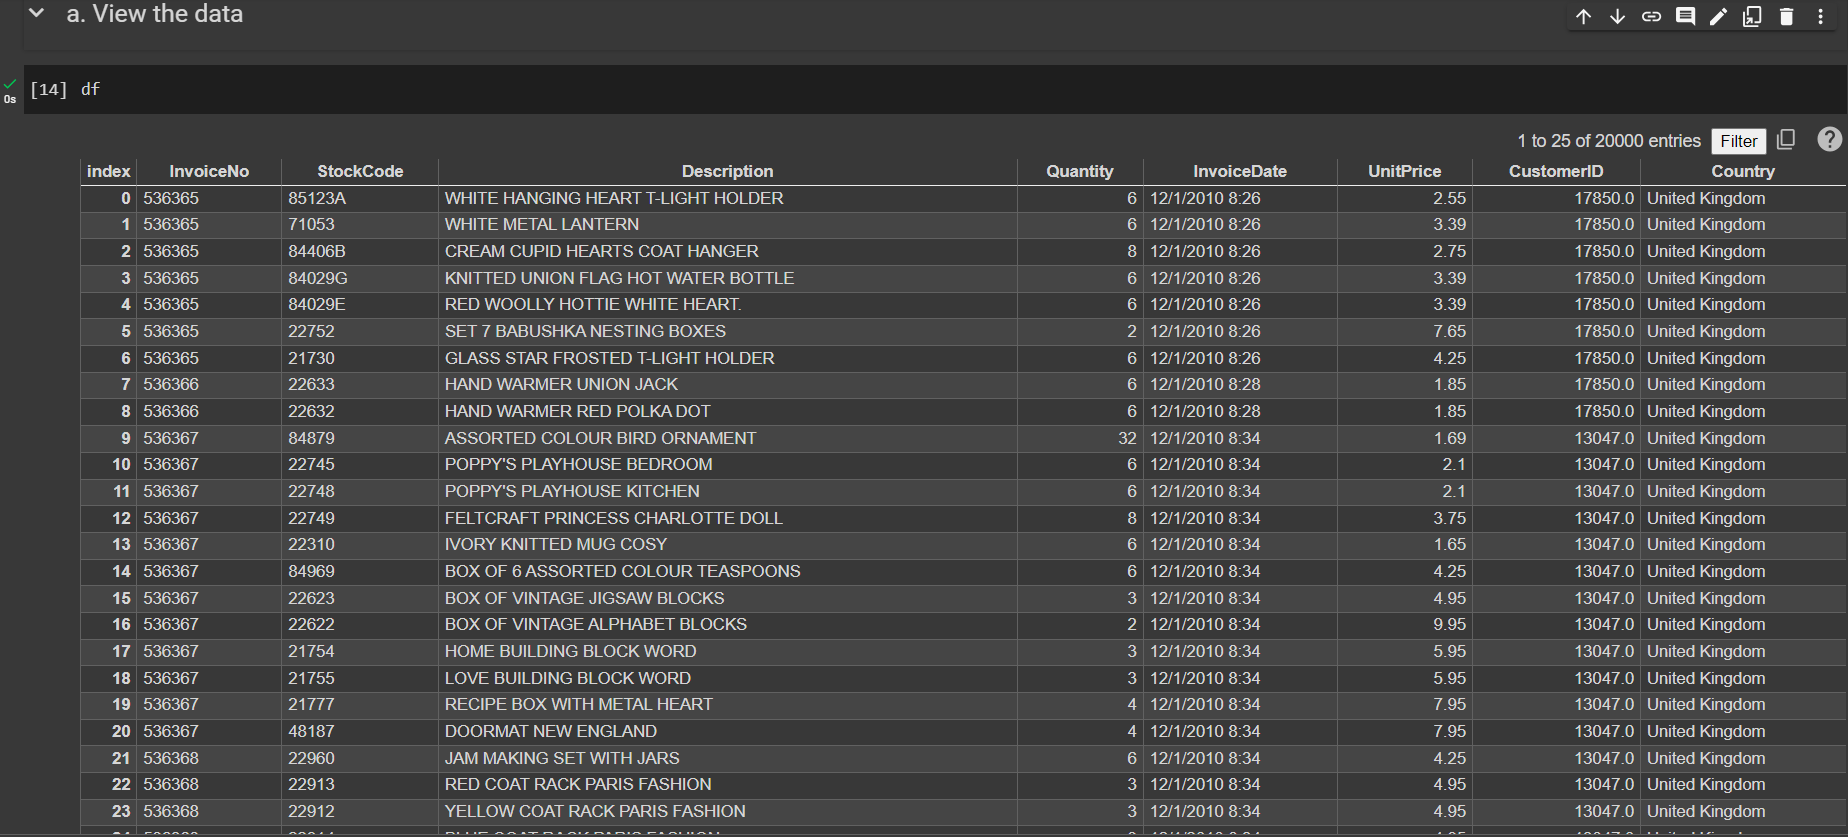 a. View the data
0s
[14] df
1 to 25 of 20000 entries Filter
index InvoiceNo StockCode Description Quantity InvoiceDate UnitPrice CustomerID Country
0 536365 85123A WHITE HANGING HEART T-LIGHT HOLDER 6 12/1/2010 8:26 2.55 17850.0 United Kingdom
1 536365 71053 WHITE METAL LANTERN 6 12/1/2010 8:26 3.39 17850.0 United Kingdom
2 536365 84406B CREAM CUPID HEARTS COAT HANGER 8 12/1/2010 8:26 2.75 17850.0 United Kingdom
3 536365 84029G KNITTED UNION FLAG HOT WATER BOTTLE 6 12/1/2010 8:26 3.39 17850.0 United Kingdom
4 536365 84029E RED WOOLLY HOTTIE WHITE HEART. 6 12/1/2010 8:26 3.39 17850.0 United Kingdom
5 536365 22752 SET 7 BABUSHKA NESTING BOXES 2 12/1/2010 8:26 7.65 17850.0 United Kingdom
6 536365 21730 GLASS STAR FROSTED T-LIGHT HOLDER 6 12/1/2010 8:26 4.25 17850.0 United Kingdom
7 536366 22633 HAND WARMER UNION JACK 6 12/1/2010 8:28 1.85 17850.0 United Kingdom
8 536366 22632 HAND WARMER RED POLKA DOT 6 12/1/2010 8:28 1.85 17850.0 United Kingdom
9 536367 84879 ASSORTED COLOUR BIRD ORNAMENT 32 12/1/2010 8:34 1.69 13047.0 United Kingdom
10 536367 22745 POPPY'S PLAYHOUSE BEDROOM 6 12/1/2010 8:34 2.1 13047.0 United Kingdom
11 536367 22748 POPPY'S PLAYHOUSE KITCHEN 6 12/1/2010 8:34 2.1 13047.0 United Kingdom
12 536367 22749 FELTCRAFT PRINCESS CHARLOTTE DOLL 8 12/1/2010 8:34 3.75 13047.0 United Kingdom
13 536367 22310 IVORY KNITTED MUG COSY 6 12/1/2010 8:34 1.65 13047.0 United Kingdom
14 536367 84969 BOX OF 6 ASSORTED COLOUR TEASPOONS 6 12/1/2010 8:34 4.25 13047.0 United Kingdom
15 536367 22623 BOX OF VINTAGE JIGSAW BLOCKS 3 12/1/2010 8:34 4.95 13047.0 United Kingdom
16 536367 22622 BOX OF VINTAGE ALPHABET BLOCKS 2 12/1/2010 8:34 9.95 13047.0 United Kingdom
17 536367 21754 HOME BUILDING BLOCK WORD 3 12/1/2010 8:34 5.95 13047.0 United Kingdom
18 536367 21755 LOVE BUILDING BLOCK WORD 3 12/1/2010 8:34 5.95 13047.0 United Kingdom
19 536367 21777 RECIPE BOX WITH METAL HEART 4 12/1/2010 8:34 7.95 13047.0 United Kingdom
20 536367 48187 DOORMAT NEW ENGLAND 4 12/1/2010 8:34 7.95 13047.0 United Kingdom
21 536368 22960 JAM MAKING SET WITH JARS 6 12/1/2010 8:34 4.25 13047.0 United Kingdom
22 536368 22913 RED COAT RACK PARIS FASHION 3 12/1/2010 8:34 4.95 13047.0 United Kingdom
23 536368 22912 YELLOW COAT RACK PARIS FASHION 3 12/1/2010 8:34 4.95 13047.0 United Kingdom